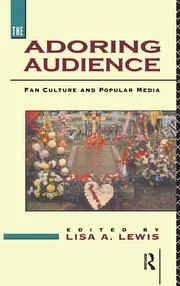 THE
ADORING
AUDIENCE
FAN CULTURE AND POPULAR MEDIA
EDITED BY
LISA A. LEWIS
R